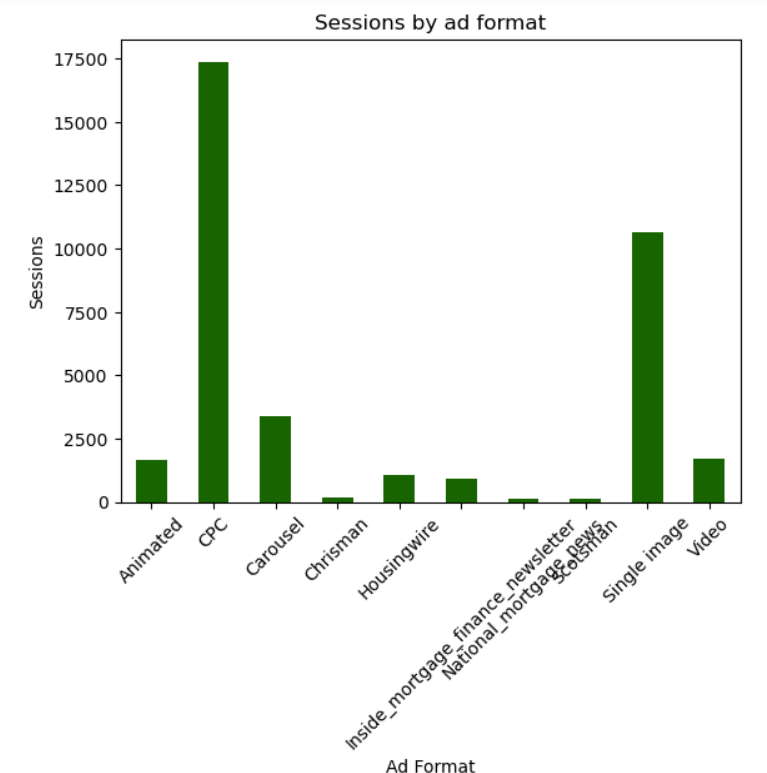 Sessions by ad format
17500
15000
12500
10000
7500
5000
2500
0
Sessions
Animated
CPC
Carousel
Chrisman
Housingwire
Inside_mortgage_finance_newsletter
National_mortgage_news
Scotsman
Single image
Video
Ad Format